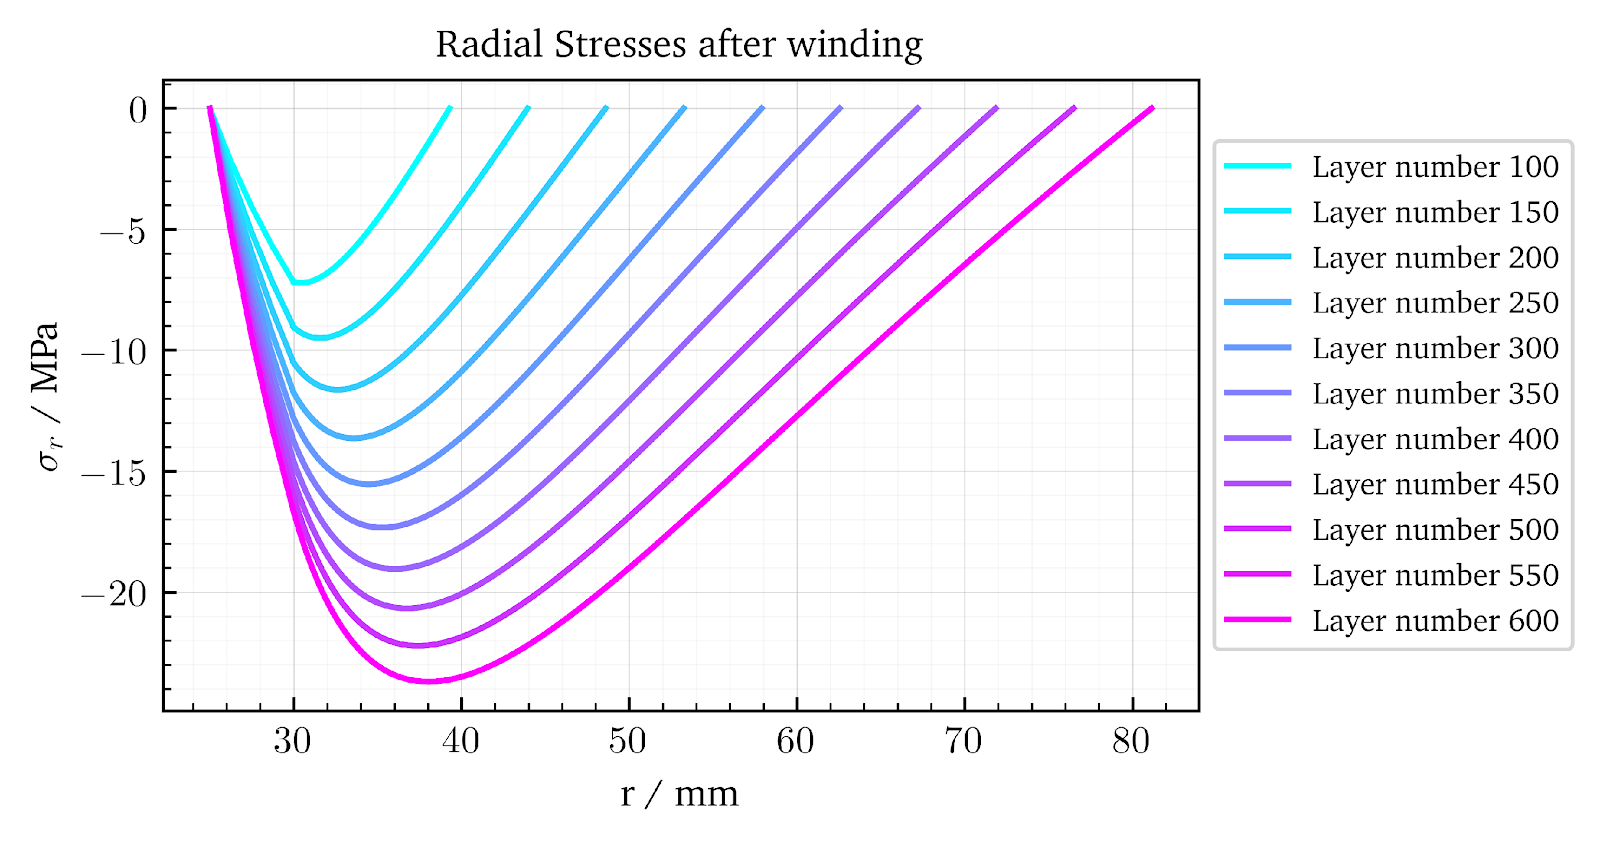 Radial Stresses after winding
0
−5
−10
−15
−20
σr / MPa
30 40 50 60 70 80
r / mm
Layer number 100
Layer number 150
Layer number 200
Layer number 250
Layer number 300
Layer number 350
Layer number 400
Layer number 450
Layer number 500
Layer number 550
Layer number 600